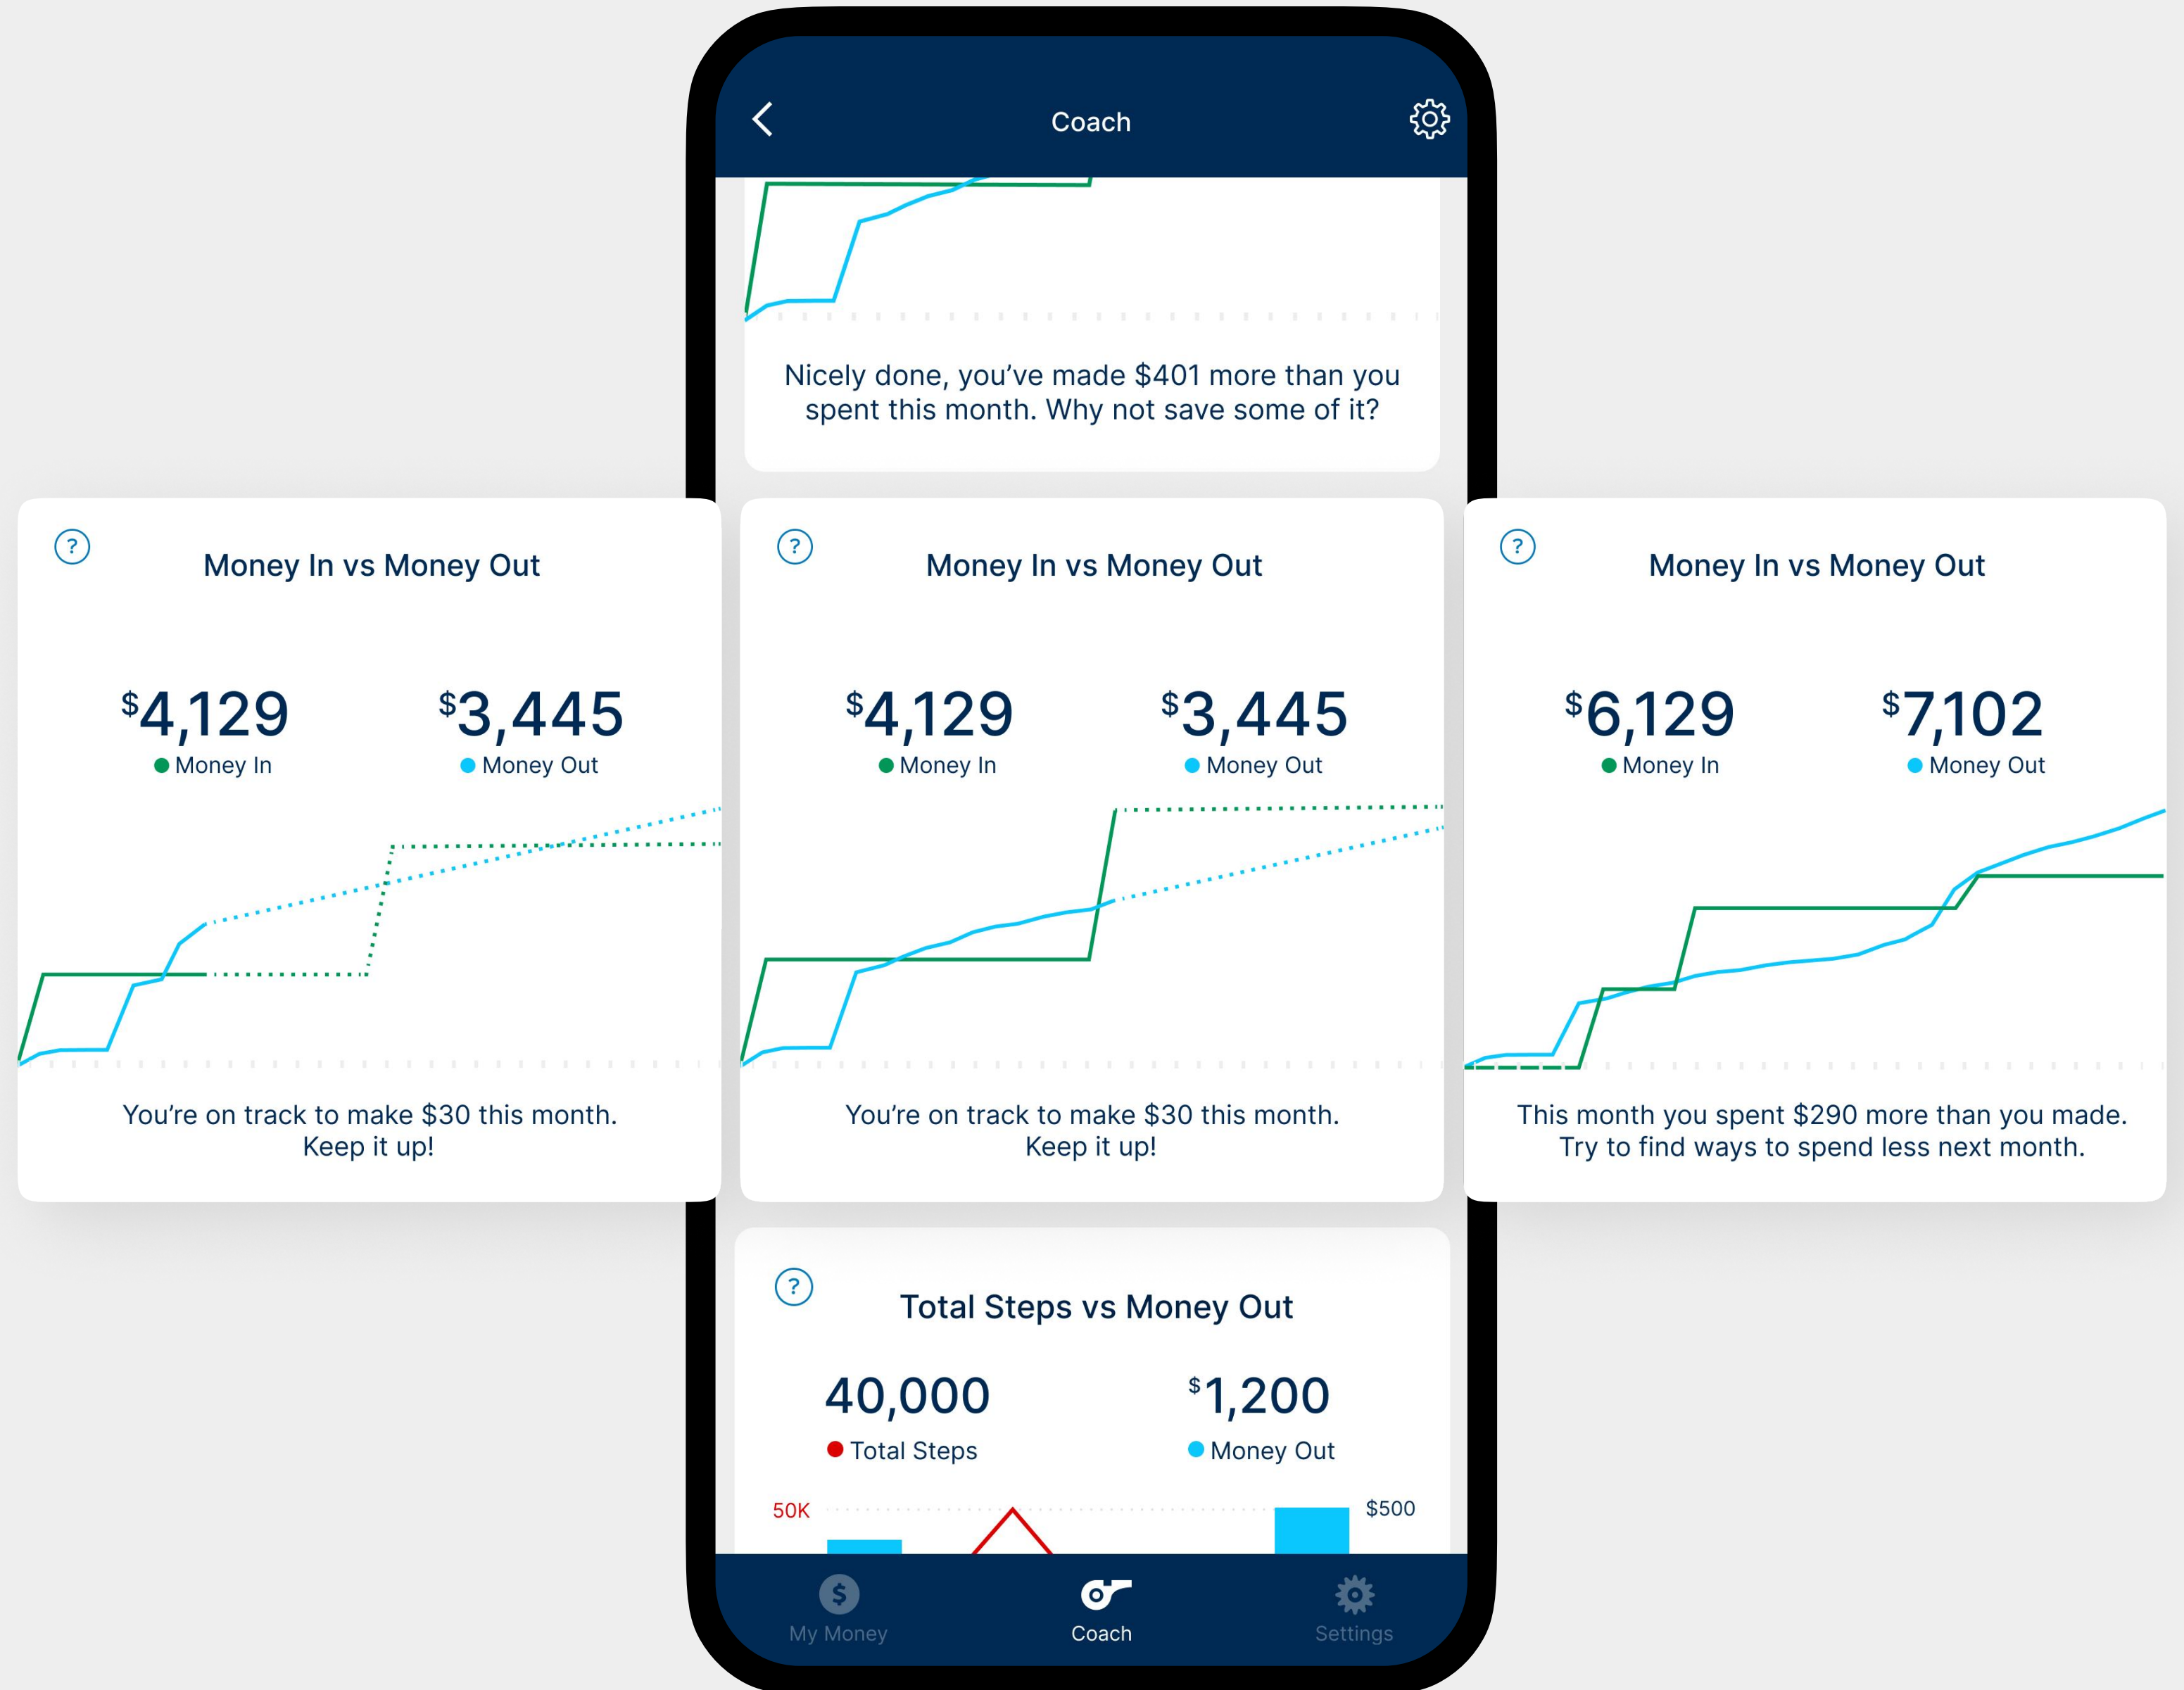 Coach
Nicely done, you’ve made $401 more than you
spent this month. Why not save some of it?
?
Money In vs Money Out
$4,129
Money In
$3,445
Money Out
You’re on track to make $30 this month.
Keep it up!
?
Money In vs Money Out
$4,129
Money In
$3,445
Money Out
You’re on track to make $30 this month.
Keep it up!
?
Money In vs Money Out
$6,129
Money In
$7,102
Money Out
This month you spent $290 more than you made.
Try to find ways to spend less next month.
?
Total Steps vs Money Out
40,000
Total Steps
$1,200
Money Out
50K
$500
$
My Money
Coach
Settings